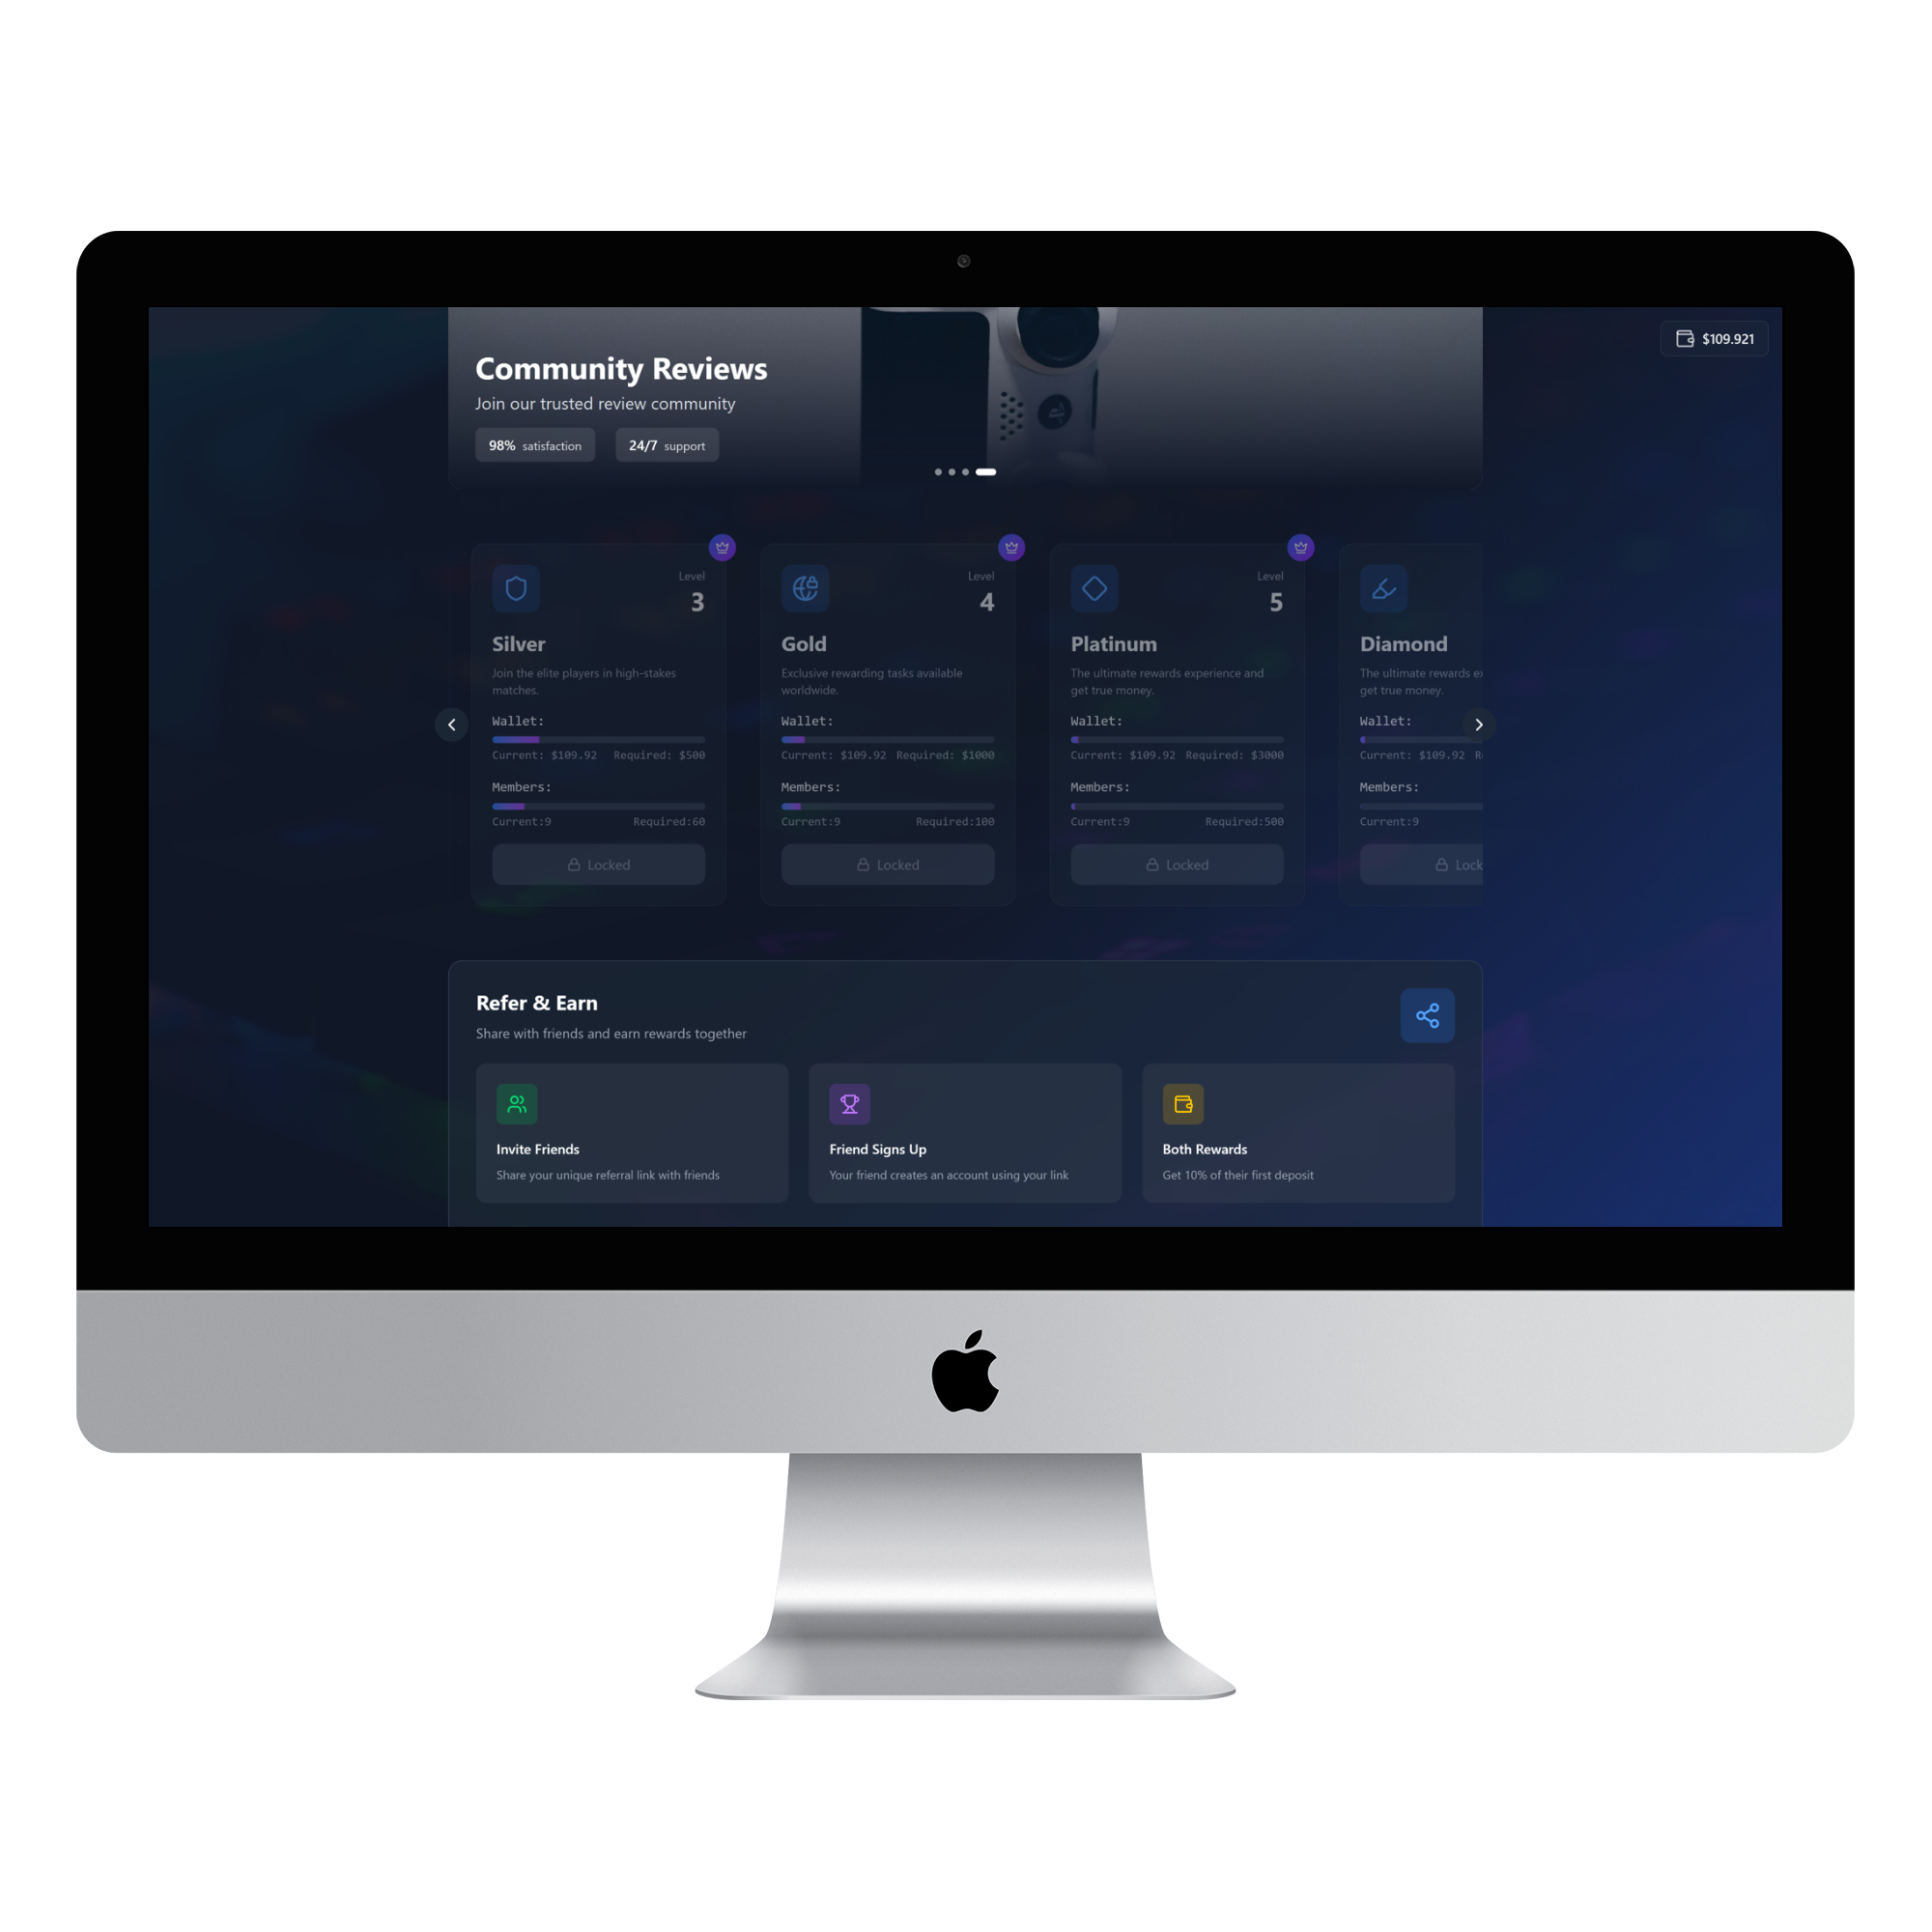 $109.921
Community Reviews
Join our trusted review community
98% satisfaction
24/7 support
Level
3
Silver
Join the elite players in high-stakes
matches.
Wallet:
Current: $109.92 Required: $500
Members:
Current:9 Required:60
Locked
Level
4
Gold
Exclusive rewarding tasks available
worldwide.
Wallet:
Current: $109.92 Required: $1000
Members:
Current:9 Required:100
Locked
Level
5
Platinum
The ultimate rewards experience and
get true money.
Wallet:
Current: $109.92 Required: $3000
Members:
Current:9 Required:500
Locked
Diamond
The ultimate rewards
get true money.
Wallet:
Current: $109.92
Members:
Current:9
Refer & Earn
Share with friends and earn rewards together
Invite Friends
Share your unique referral link with friends
Friend Signs Up
Your friend creates an account using your link
Both Rewards
Get 10% of their first deposit